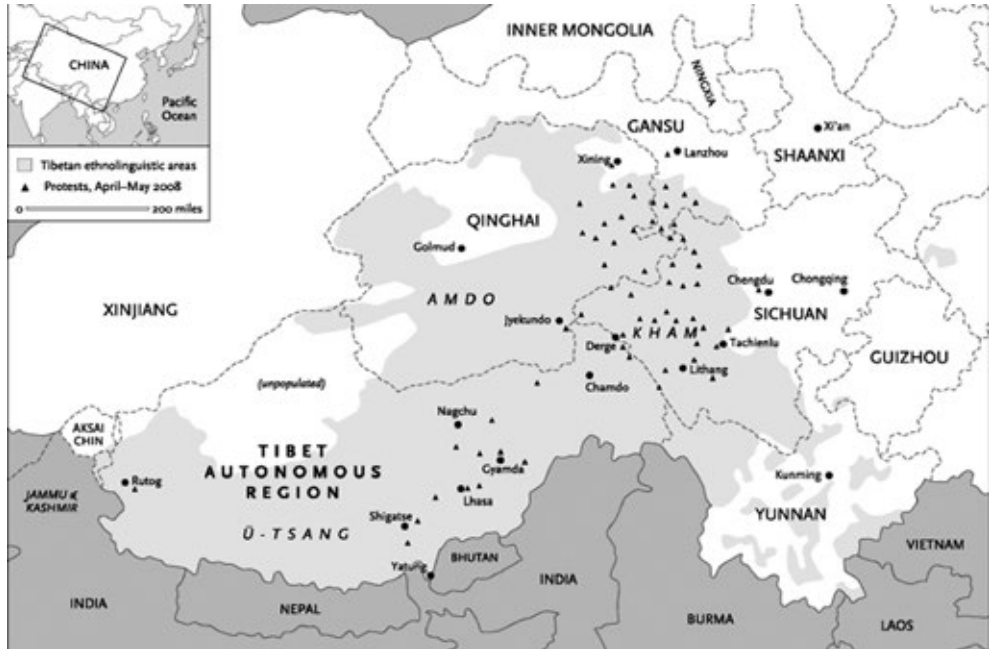 CHINA
Pacific
Ocean
Tibetan ethnolinguistic areas
Protests, April–May 2008
0 200 miles
INNER MONGOLIA
NINGXIA
GANSU
Xi'an
Lanzhou
SHAANXI
Xining
QINGHAI
Golmud
Chengdu
Chongqing
AMDO
XINJIANG
SICHUAN
Jyekundo
KHAM
Derge
Tachienlu
GUIZHOU
Lithang
Chamdo
(unpopulated)
Nagchu
AKSAI
CHIN
TIBET
AUTONOMOUS
REGION
Gyamda
Rutog
Kunming
JAMMU &
KASHMIR
Lhasa
Shigatse
YUNNAN
Ü-TSANG
VIETNAM
BHUTAN
Yatung
INDIA
INDIA
NEPAL
BURMA
LAOS